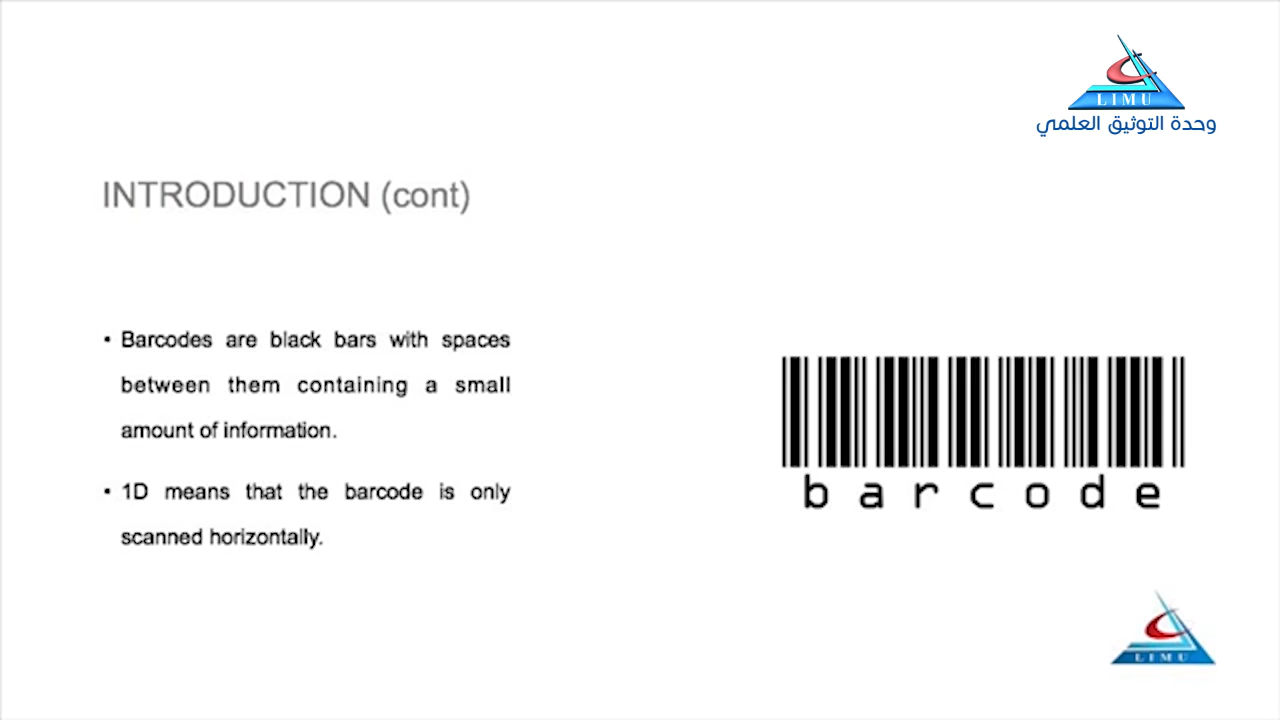 LIMU
وحدة التوثيق العلمي
INTRODUCTION (cont)
• Barcodes are black bars with spaces
between them containing a small
amount of information.
• 1D means that the barcode is only
scanned horizontally.
barcode
LIMU